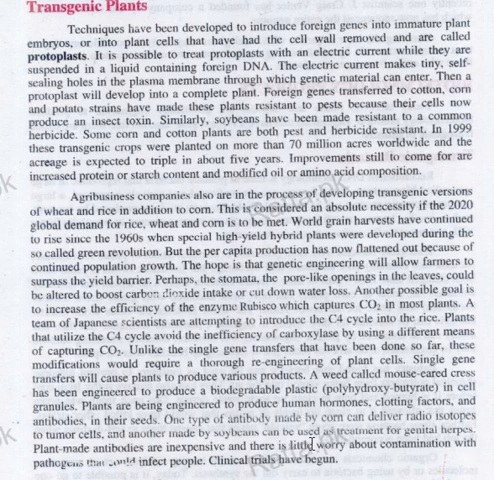 Transgenic Plants
Techniques have been developed to introduce foreign genes into immature plant
embryos, or into plant cells that have had the cell wall removed and are called
protoplasts. It is possible to treat protoplasts with an electric current while they are
suspended in a liquid containing foreign DNA. The electric current makes tiny, self-
sealing holes in the plasma membrane through which genetic material can enter. Then a
protoplast will develop into a complete plant. Foreign genes transferred to cotton, corn
and potato strains have made these plants resistant to pests because their cells now
produce an insect toxin. Similarly, soybeans have been made resistant to a common
herbicide. Some corn and cotton plants are both pest and herbicide resistant. In 1999
these transgenic crops were planted on more than 70 million acres worldwide and the
acreage is expected to triple in about five years. Improvements still to come for are
increased protein or starch content and modified oil or amino acid composition.
Agribusiness companies also are in the process of developing transgenic versions
of wheat and rice in addition to corn. This is considered an absolute necessity if the 2020
global demand for rice, wheat and corn is to be met. World grain harvests have continued
to rise since the 1960s when special high-yield hybrid plants were developed during the
so called green revolution. But the per capita production has now flattened out because of
continued population growth. The hope is that genetic engineering will allow farmers to
surpass the yield barrier. Perhaps, the stomata, the pore-like openings in the leaves, could
be altered to boost carbon dioxide intake or cut down water loss. Another possible goal is
to increase the efficiency of the enzyme Rubisco which captures CO₂ in most plants. A
team of Japanese scientists are attempting to introduce the C4 cycle into the rice. Plants
that utilize the C4 cycle avoid the inefficiency of carboxylase by using a different means
of capturing CO₂. Unlike the single gene transfers that have been done so far, these
modifications would require a thorough re-engineering of plant cells. Single gene
transfers will cause plants to produce various products. A weed called mouse-eared cress
has been engineered to produce a biodegradable plastic (polyhydroxy-butyrate) in cell
granules. Plants are being engineered to produce human hormones, clotting factors, and
antibodies, in their seeds. One type of antibody made by corn can deliver radio isotopes
to tumor cells, and another made by soybeans can be used as treatment for genital herpes.
Plant-made antibodies are inexpensive and there is little worry about contamination with
pathogens that could infect people. Clinical trials have begun.